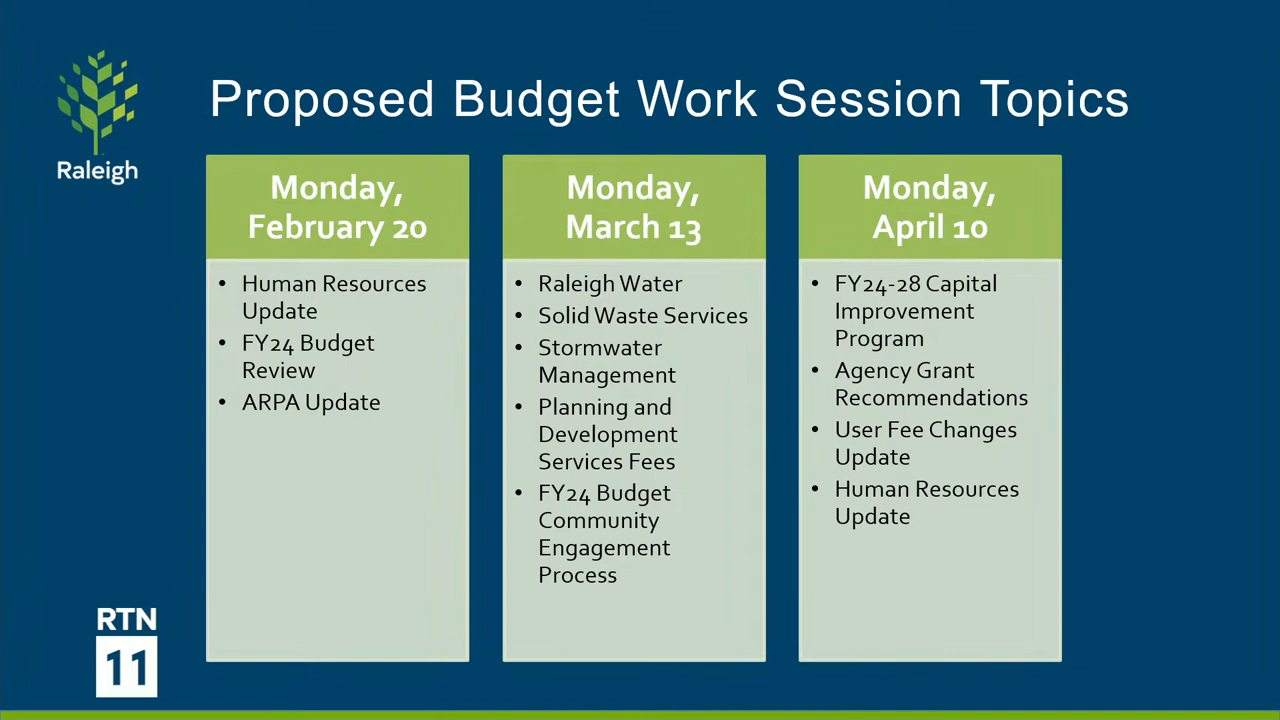 Raleigh
Proposed Budget Work Session Topics
Monday,
February 20
• Human Resources
Update
• FY24 Budget
Review
• ARPA Update
Monday,
March 13
• Raleigh Water
• Solid Waste Services
• Stormwater
Management
• Planning and
Development
Services Fees
• FY24 Budget
Community
Engagement
Process
Monday,
April 10
• FY24-28 Capital
Improvement
Program
• Agency Grant
Recommendations
• User Fee Changes
Update
• Human Resources
Update
RTN
11